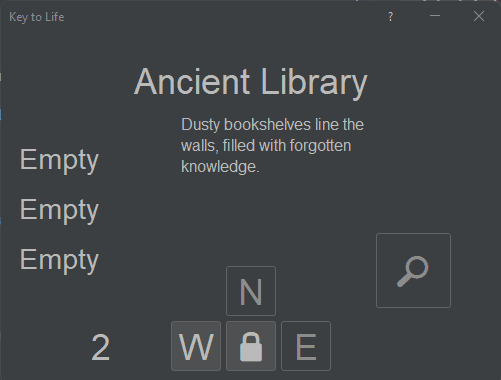 Key to Life
?
Ancient Library
Dusty bookshelves line the
walls, filled with forgotten
knowledge.
Empty
Empty
Empty
N
2
W
E